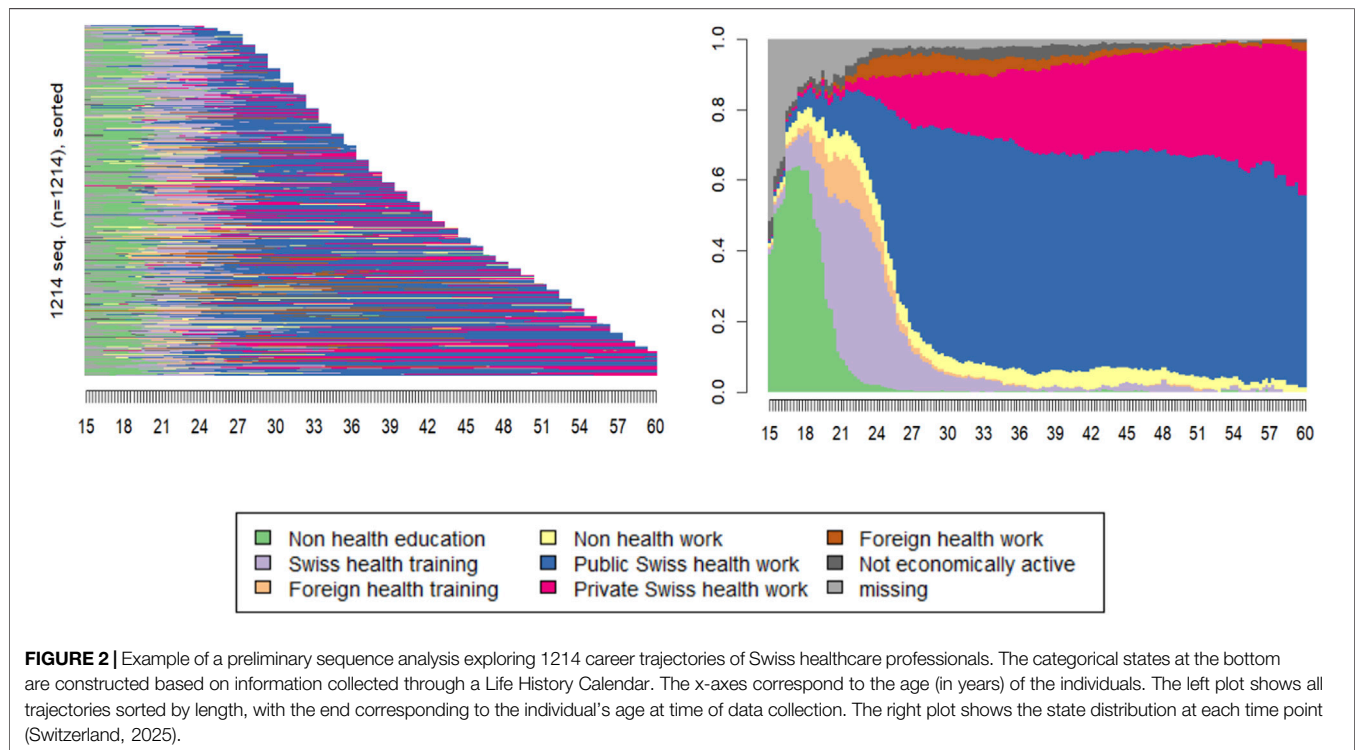 1214 seq. (n=1214), sorted
15 18 21 24 27 30 33 36 39 42 45 48 51 54 57 60
1.0
0.8
0.6
0.4
0.2
0.0
15 18 21 24 27 30 33 36 39 42 45 48 51 54 57 60
Non health education Non health work Foreign health work
Swiss health training Public Swiss health work Not economically active
Foreign health training Private Swiss health work missing
FIGURE 2 | Example of a preliminary sequence analysis exploring 1214 career trajectories of Swiss healthcare professionals. The categorical states at the bottom
are constructed based on information collected through a Life History Calendar. The x-axes correspond to the age (in years) of the individuals. The left plot shows all
trajectories sorted by length, with the end corresponding to the individual's age at time of data collection. The right plot shows the state distribution at each time point
(Switzerland, 2025).